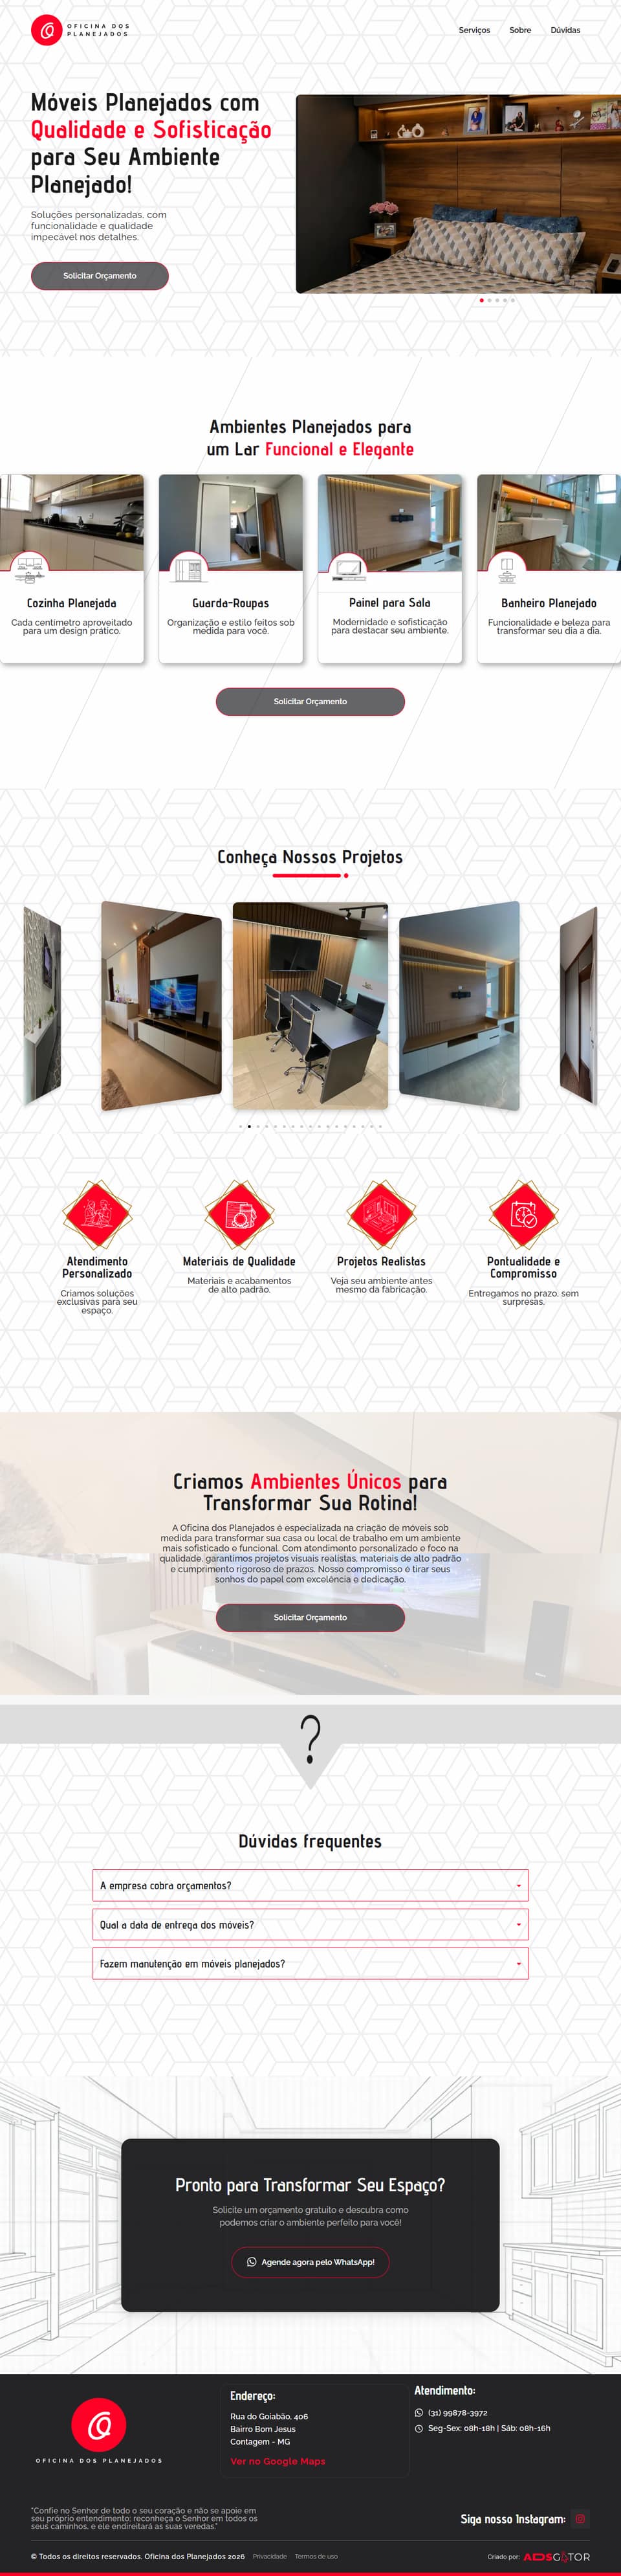 OFICINA DOS
PLANEJADOS
Serviços
Sobre
Dúvidas
Móveis Planejados com
Qualidade e Sofisticação
para Seu Ambiente
Planejado!
Soluções personalizadas, com
funcionalidade e qualidade
impecável nos detalhes.
Solicitar Orçamento
Ambientes Planejados para
um Lar Funcional e Elegante
Cozinha Planejada
Cada centímetro aproveitado
para um design prático.
Guarda-Roupas
Organização e estilo feitos sob
medida para você.
Painel para Sala
Modernidade e sofisticação
para destacar seu ambiente.
Banheiro Planejado
Funcionalidade e beleza para
transformar seu dia a dia.
Solicitar Orçamento
Conheça Nossos Projetos
Atendimento
Personalizado
Criamos soluções
exclusivas para seu
espaço.
Materiais de Qualidade
Materiais e acabamentos
de alto padrão.
Projetos Realistas
Veja seu ambiente antes
mesmo da fabricação.
Pontualidade e
Compromisso
Entregamos no prazo, sem
surpresas.
Criamos Ambientes Únicos para
Transformar Sua Rotina!
A Oficina dos Planejados é especializada na criação de móveis sob
medida para transformar sua casa ou local de trabalho em um ambiente
mais sofisticado e funcional. Com atendimento personalizado e foco na
qualidade, garantimos projetos visuais realistas, materiais de alto padrão
e cumprimento rigoroso de prazos. Nosso compromisso é tirar seus
sonhos do papel com excelência e dedicação.
Solicitar Orçamento
?
Dúvidas frequentes
A empresa cobra orçamentos?
Qual a data de entrega dos móveis?
Fazem manutenção em móveis planejados?
Pronto para Transformar Seu Espaço?
Solicite um orçamento gratuito e descubra como
podemos criar o ambiente perfeito para você!
Agende agora pelo WhatsApp!
OFICINA DOS PLANEJADOS
Endereço:
Rua do Goiabão, 406
Bairro Bom Jesus
Contagem - MG
Ver no Google Maps
Atendimento:
(31) 99878-3972
Seg-Sex: 08h-18h | Sáb: 08h-16h
"Confie no Senhor de todo o seu coração e não se apoie em
seu próprio entendimento; reconheça o Senhor em todos os
seus caminhos, e ele endireitará as suas veredas."
Siga nosso Instagram:
© Todos os direitos reservados. Oficina dos Planejados 2026
Privacidade
Termos de uso
Criado por: ADSGATOR